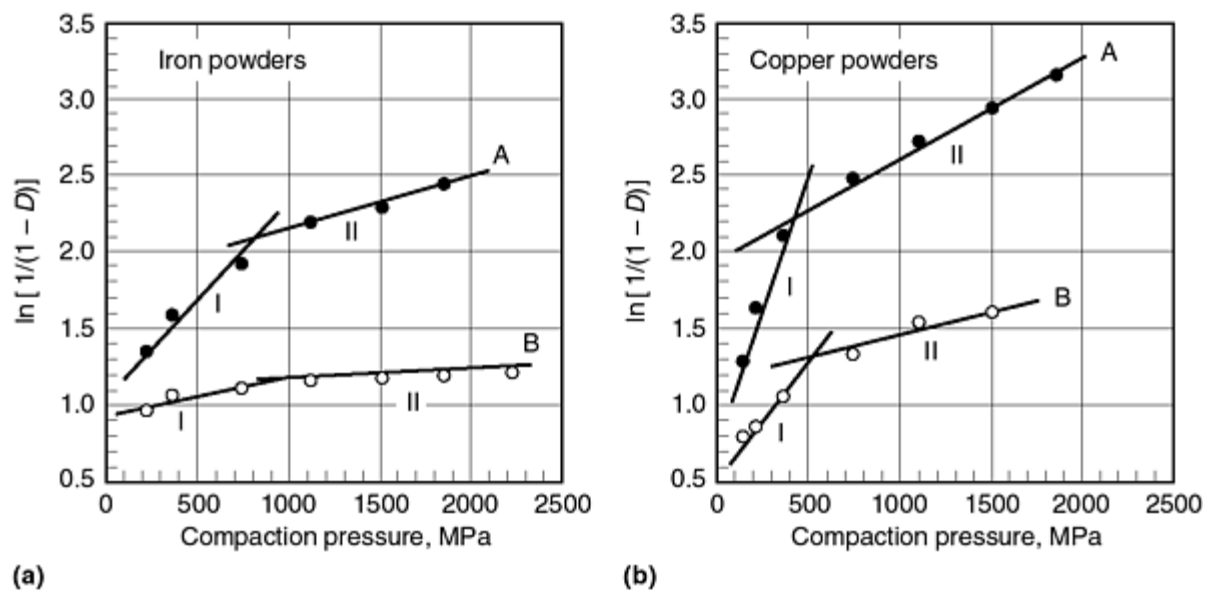 Iron powders
3.5
3.0
2.5
2.0
1.5
1.0
0.5
ln [ 1/(1 − D)]
A
II
I
B
I
II
0 500 1000 1500 2000 2500
Compaction pressure, MPa
(a)
Copper powders
3.5
3.0
2.5
2.0
1.5
1.0
0.5
ln [ 1/(1 − D)]
A
II
I
B
II
I
0 500 1000 1500 2000 2500
Compaction pressure, MPa
(b)